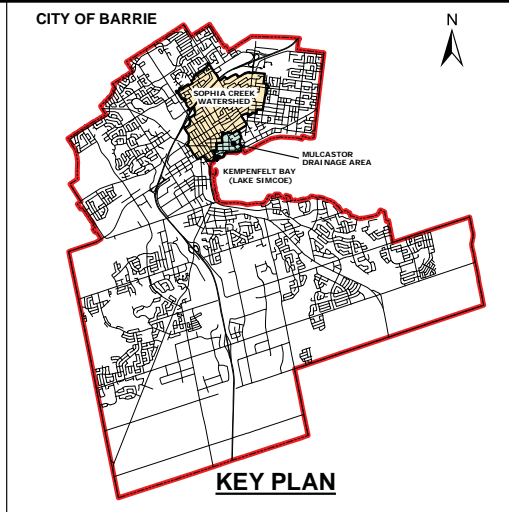 CITY OF BARRIE
N
SOPHIA CREEK
WATERSHED
MULCASTOR
DRAINAGE AREA
KEMPENFELT BAY
(LAKE SIMCOE)
KEY PLAN